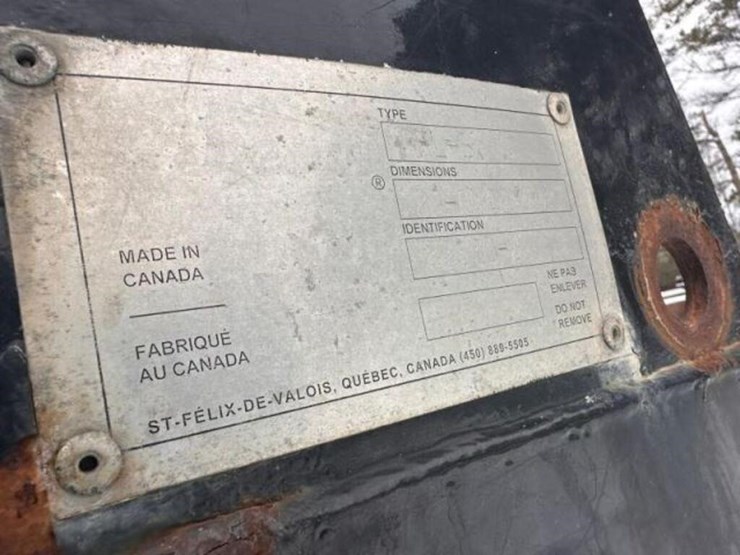 TYPE
®
DIMENSIONS
IDENTIFICATION
MADE IN
CANADA
FABRIQUÉ
AU CANADA
NE PAS
ENLEVER
DO NOT
REMOVE
ST-FÉLIX-DE-VALOIS, QUÉBEC, CANADA (450) 889-5505